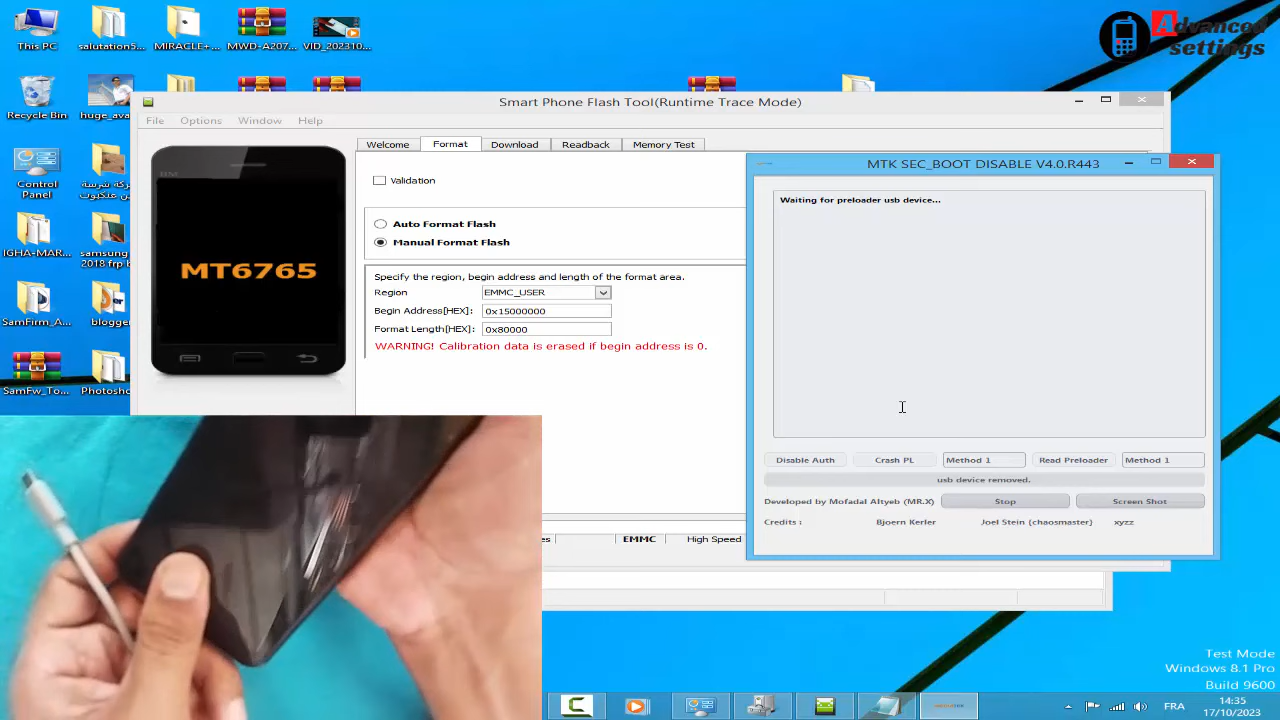 This PC
salutation5...
MIRACLE+...
MWD-A207...
VID_202310...
Advanced
settings
Recycle Bin
huge_ava...
Smart Phone Flash Tool(Runtime Trace Mode)
File
Options
Window
Help
Welcome
Format
Download
Readback
Memory Test
Control
Panel
BM
MT6765
Validation
Auto Format Flash
Manual Format Flash
Specify the region, begin address and length of the format area.
Region
EMMC_USER
Begin Address[HEX]:
0x15000000
Format Length[HEX]:
0x80000
WARNING! Calibration data is erased if begin address is 0.
IGHA-MAR...
samsung
2018 frp b
SamFirm_A...
blogger
SamFw_To...
Photosho
EMMC
High Speed
MTK SEC_BOOT DISABLE V4.0.R443
Waiting for preloader usb device...
Disable Auth
Crash PL
Method 1
Read Preloader
Method 1
usb device removed.
Developed by Mofadal Altyeb (MR.X)
Stop
Screen Shot
Credits :
Bjoern Kerler
Joel Stein {chaosmaster}
xyzz
Test Mode
Windows 8.1 Pro
Build 9600
FRA
14:35
17/10/2023